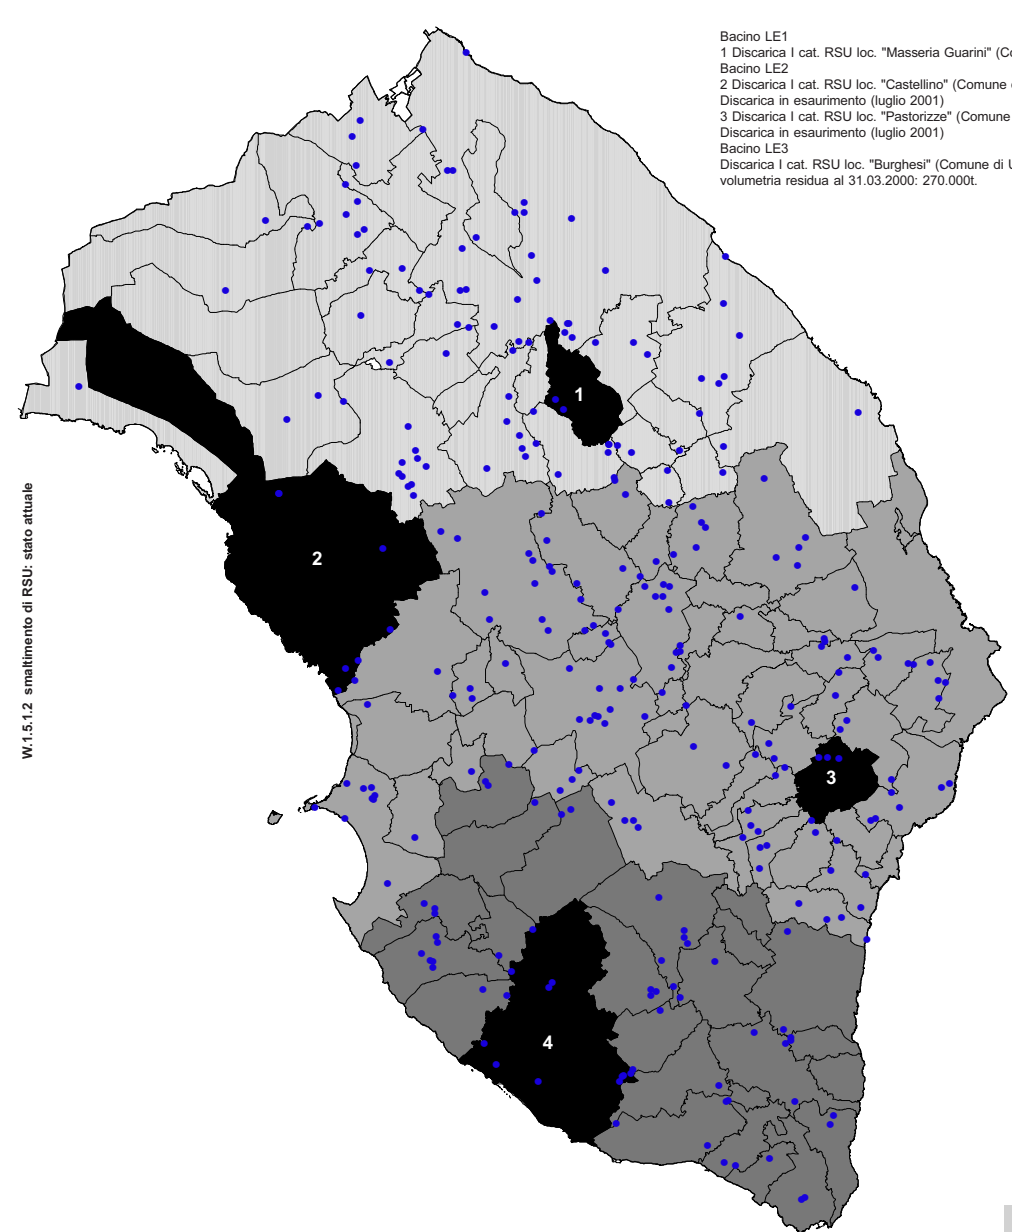 Bacino LE1
1 Discarica I cat. RSU loc. "Masseria Guarini" (Co
Bacino LE2
2 Discarica I cat. RSU loc. "Castellino" (Comune
Discarica in esaurimento (luglio 2001)
3 Discarica I cat. RSU loc. "Pastorizze" (Comune
Discarica in esaurimento (luglio 2001)
Bacino LE3
Discarica I cat. RSU loc. "Burghesi" (Comune di U
volumetria residua al 31.03.2000: 270.000t.
1
2
3
4
W.1.5.1.2 smaltimento di RSU: stato attuale